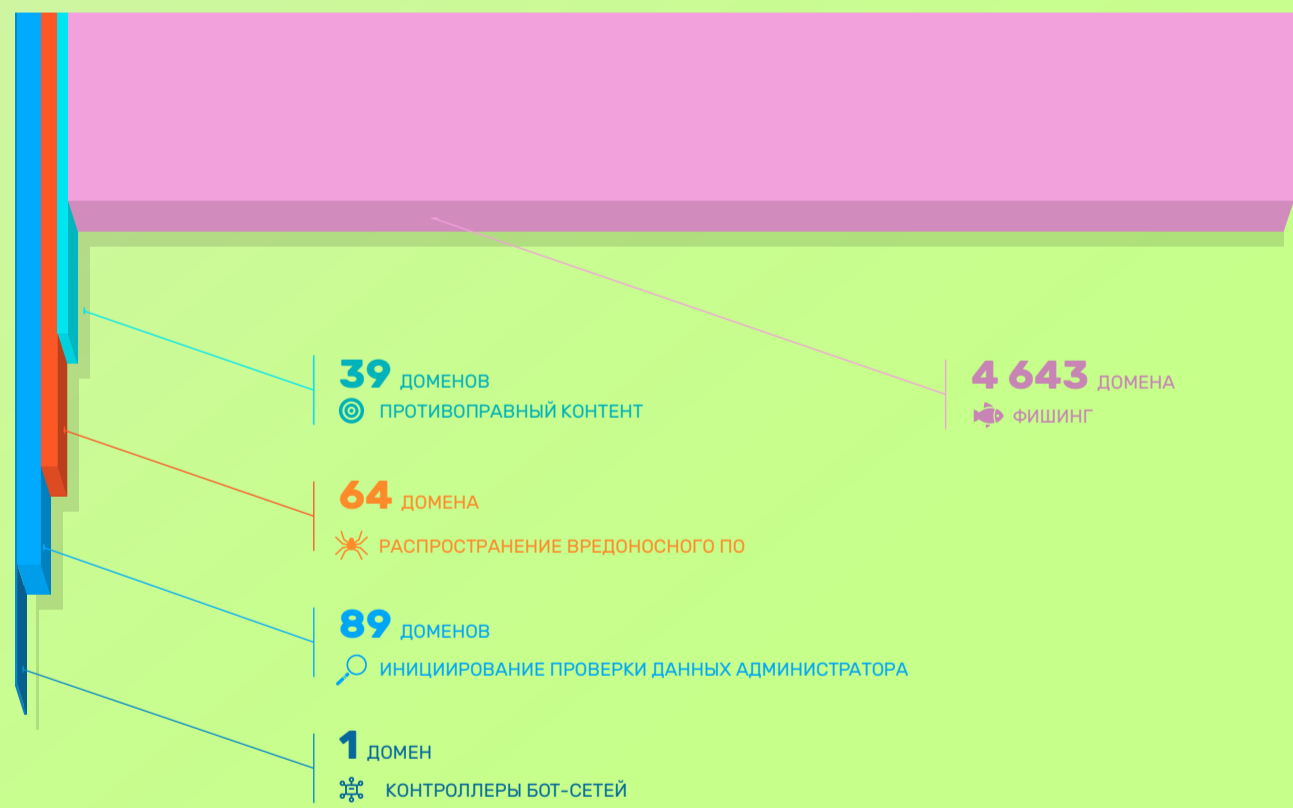 39 ДОМЕНОВ
ПРОТИВОПРАВНЫЙ КОНТЕНТ
4 643 ДОМЕНА
ФИШИНГ
64 ДОМЕНА
РАСПРОСТРАНЕНИЕ ВРЕДОНОСНОГО ПО
89 ДОМЕНОВ
ИНИЦИИРОВАНИЕ ПРОВЕРКИ ДАННЫХ АДМИНИСТРАТОРА
1 ДОМЕН
КОНТРОЛЛЕРЫ БОТ-СЕТЕЙ